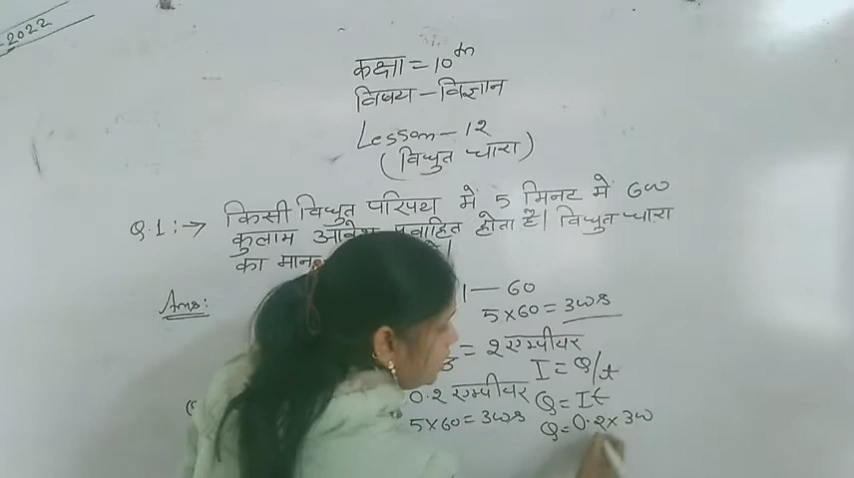 -2022
कक्षा = 10th
विषय - विज्ञान
Lesson - 12
(विधुत धारा)
Q.1:→ किसी विधुत परिपथ में 5 मिनट में 600
कुलाम आवेश प्रवाहित होता है। विधुत धारा
का मान
Ans:
1 — 60
5×60 = 300s
= 2 एम्पीयर
I = Q/t
0.2 एम्पीयर Q = It
5×60 = 300s Q = 0.2×300